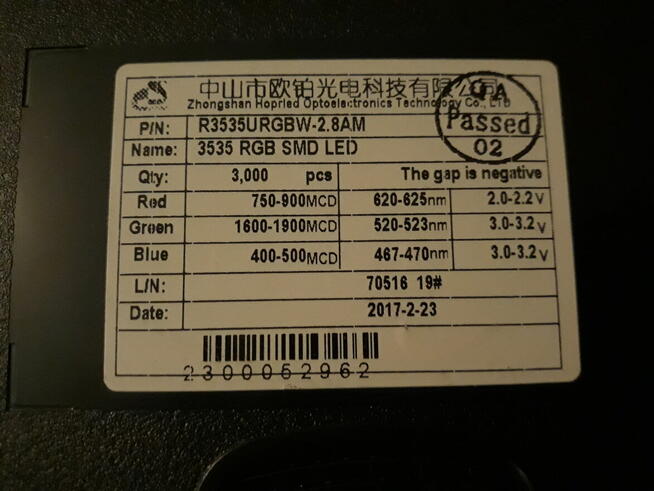 中山市欧铂光电科技有限公司
Zhongshan Hopried Optoelectronics Technology Co., LTD
QA
Passed
02
P/N: R3535URGBW-2.8AM
Name: 3535 RGB SMD LED
Qty: 3,000 pcs The gap is negative
Red 750-900MCD 620-625nm 2.0-2.2V
Green 1600-1900MCD 520-523nm 3.0-3.2V
Blue 400-500MCD 467-470nm 3.0-3.2V
L/N: 70516 19#
Date: 2017-2-23
2300052962